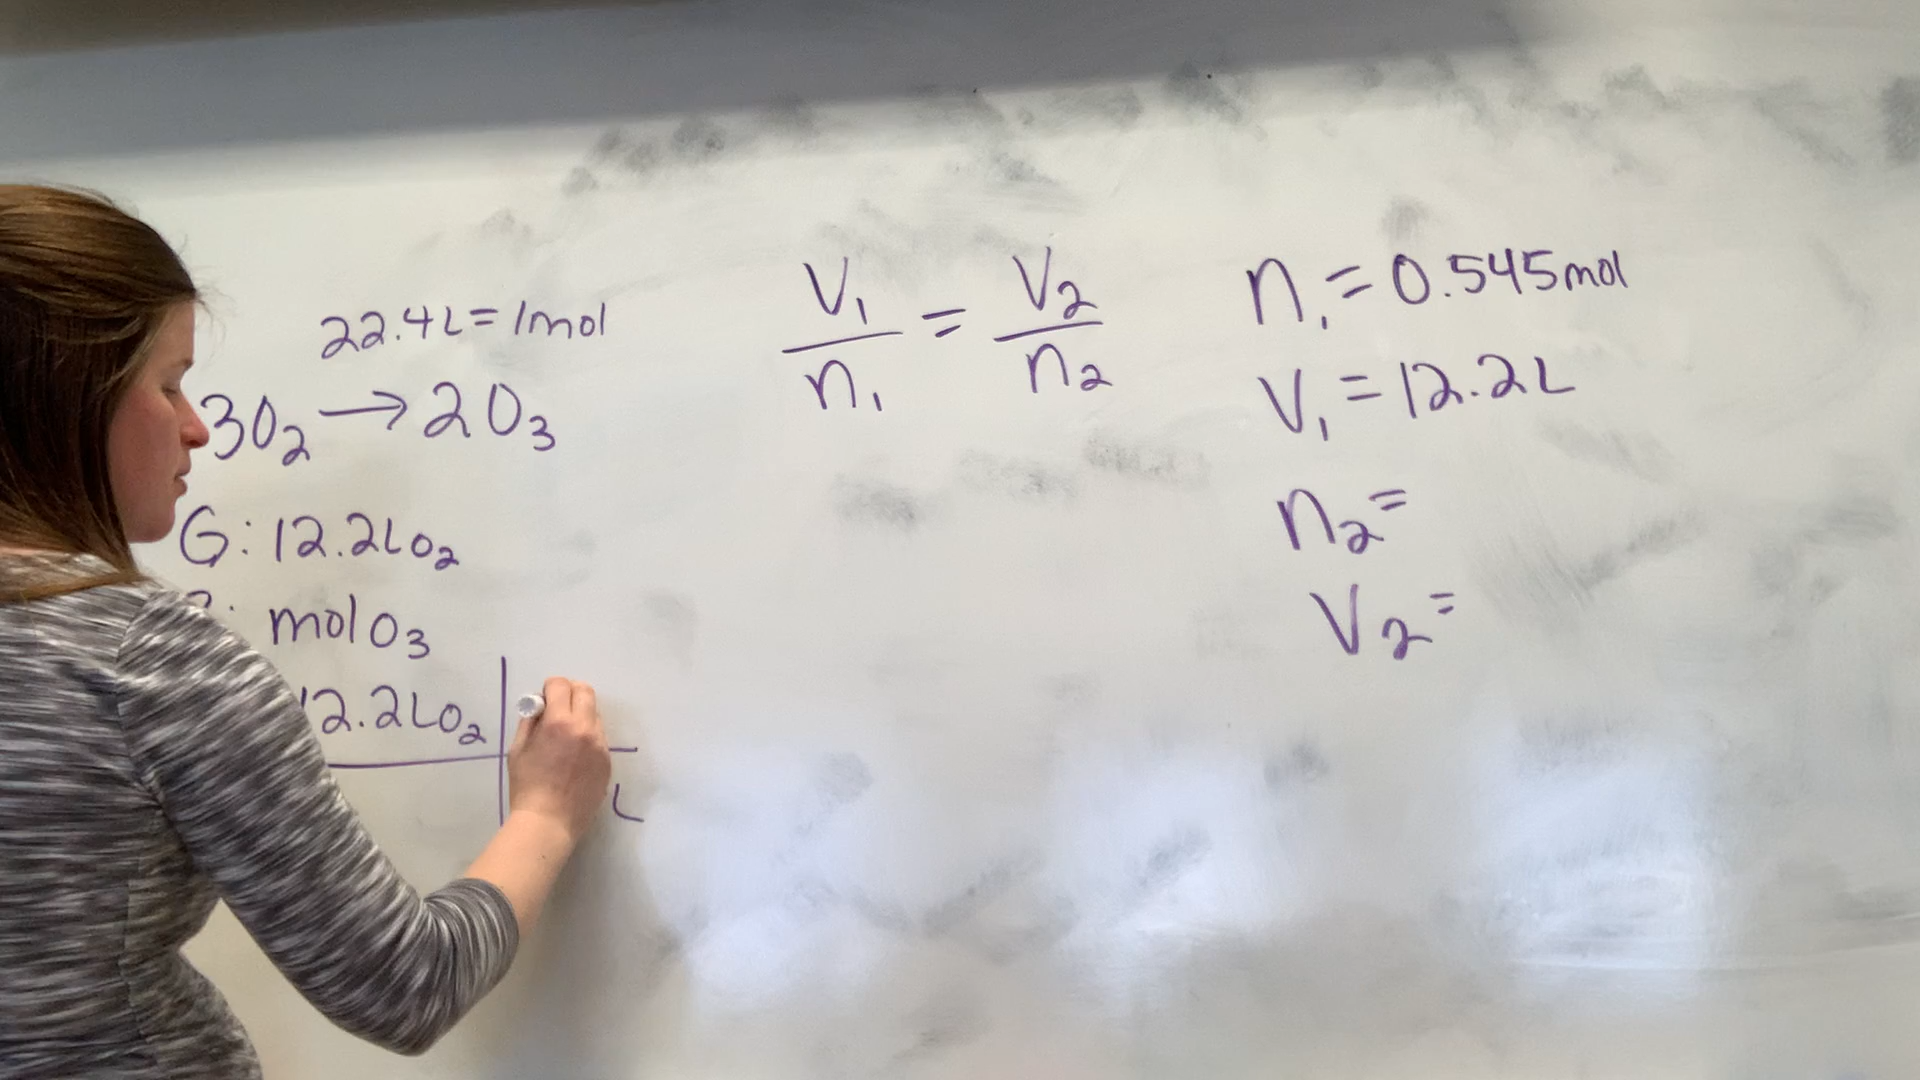 22.4L = 1mol
3O₂ → 2O₃
G: 12.2L O₂
: mol O₃
12.2L O₂
L
V₁/n₁ = V₂/n₂
n₁ = 0.545mol
V₁ = 12.2L
n₂ =
V₂ =